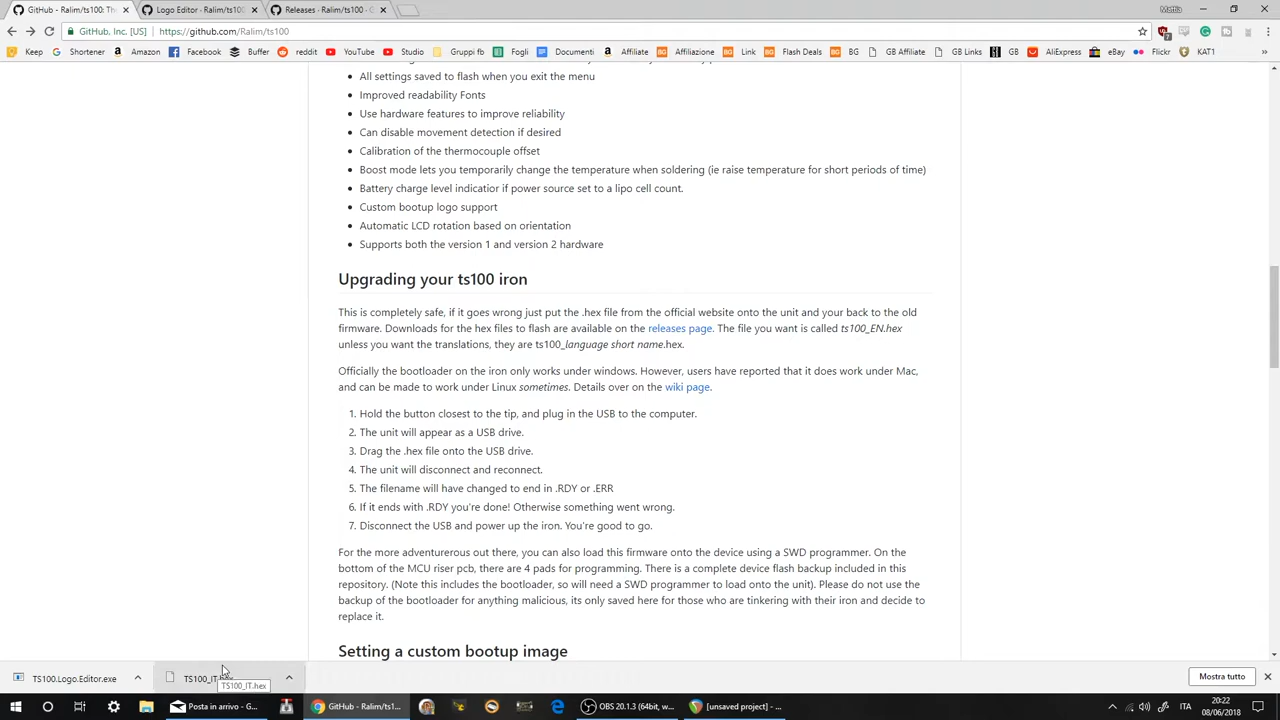 GitHub - Ralim/ts100: The
Logo Editor - Ralim/ts100
Releases · Ralim/ts100 ·
Mattia
GitHub, Inc. [US]
https://github.com/Ralim/ts100
Keep
Shortener
Amazon
Facebook
Buffer
reddit
YouTube
Studio
Gruppi fb
Fogli
Documenti
Affiliate
Affiliazione
Link
Flash Deals
BG
GB Affiliate
GB Links
GB
AliExpress
eBay
Flickr
KAT1
All settings saved to flash when you exit the menu
Improved readability Fonts
Use hardware features to improve reliability
Can disable movement detection if desired
Calibration of the thermocouple offset
Boost mode lets you temporarily change the temperature when soldering (ie raise temperature for short periods of time)
Battery charge level indicatior if power source set to a lipo cell count.
Custom bootup logo support
Automatic LCD rotation based on orientation
Supports both the version 1 and version 2 hardware
Upgrading your ts100 iron
This is completely safe, if it goes wrong just put the .hex file from the official website onto the unit and your back to the old
firmware. Downloads for the hex files to flash are available on the releases page. The file you want is called ts100_EN.hex
unless you want the translations, they are ts100_language short name.hex.
Officially the bootloader on the iron only works under windows. However, users have reported that it does work under Mac,
and can be made to work under Linux sometimes. Details over on the wiki page.
1. Hold the button closest to the tip, and plug in the USB to the computer.
2. The unit will appear as a USB drive.
3. Drag the .hex file onto the USB drive.
4. The unit will disconnect and reconnect.
5. The filename will have changed to end in .RDY or .ERR
6. If it ends with .RDY you're done! Otherwise something went wrong.
7. Disconnect the USB and power up the iron. You're good to go.
For the more adventurerous out there, you can also load this firmware onto the device using a SWD programmer. On the
bottom of the MCU riser pcb, there are 4 pads for programming. There is a complete device flash backup included in this
repository. (Note this includes the bootloader, so will need a SWD programmer to load onto the unit). Please do not use the
backup of the bootloader for anything malicious, its only saved here for those who are tinkering with their iron and decide to
replace it.
Setting a custom bootup image
TS100.Logo.Editor.exe
TS100_IT.hex
TS100_IT.hex
Mostra tutto
Posta in arrivo - G...
GitHub - Ralim/ts1...
OBS 20.1.3 (64bit, w...
[unsaved project] - ...
ITA
20:22
08/06/2018